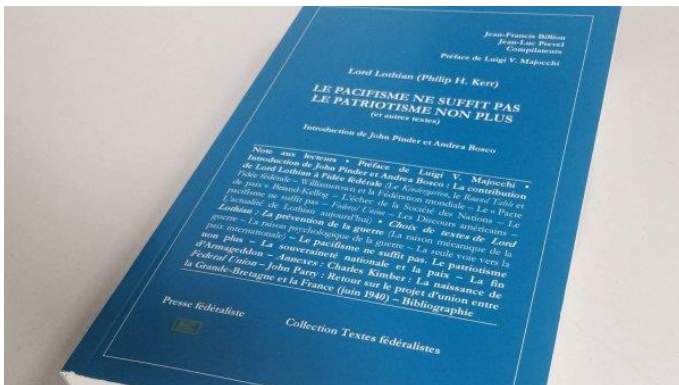 Jean-Francis Billion
Jean-Luc Prevel
Compilateurs
Préface de Luigi V. Majocchi
Lord Lothian (Philip H. Kerr)
LE PACIFISME NE SUFFIT PAS
LE PATRIOTISME NON PLUS
(et autres textes)
Introduction de John Pinder et Andrea Bosco
Note aux lecteurs • Préface de Luigi V. Majocchi •
Introduction de John Pinder et Andrea Bosco : La contribution
de Lord Lothian à l'idée fédérale (Le Kindergarten, le Round Table et
l'idée fédérale – Williamstown et la Fédération mondiale – Le « Pacte
de paix » Briand-Kellog – L'échec de la Société des Nations – Le
pacifisme ne suffit pas – Federal Union – Les Discours américains –
L'actualité de Lothian aujourd'hui) • Choix de textes de Lord
Lothian : La prévention de la guerre (La raison mécanique de la
guerre – La raison psychologique de la guerre – La seule voie vers la
paix internationale) – Le pacifisme ne suffit pas. Le patriotisme
non plus – La souveraineté nationale et la paix – La fin
d'Armageddon – Annexes : Charles Kimber : La naissance de
Federal Union – John Parry : Retour sur le projet d'union entre
la Grande-Bretagne et la France (juin 1940) – Bibliographie
Presse fédéraliste
Collection Textes fédéralistes